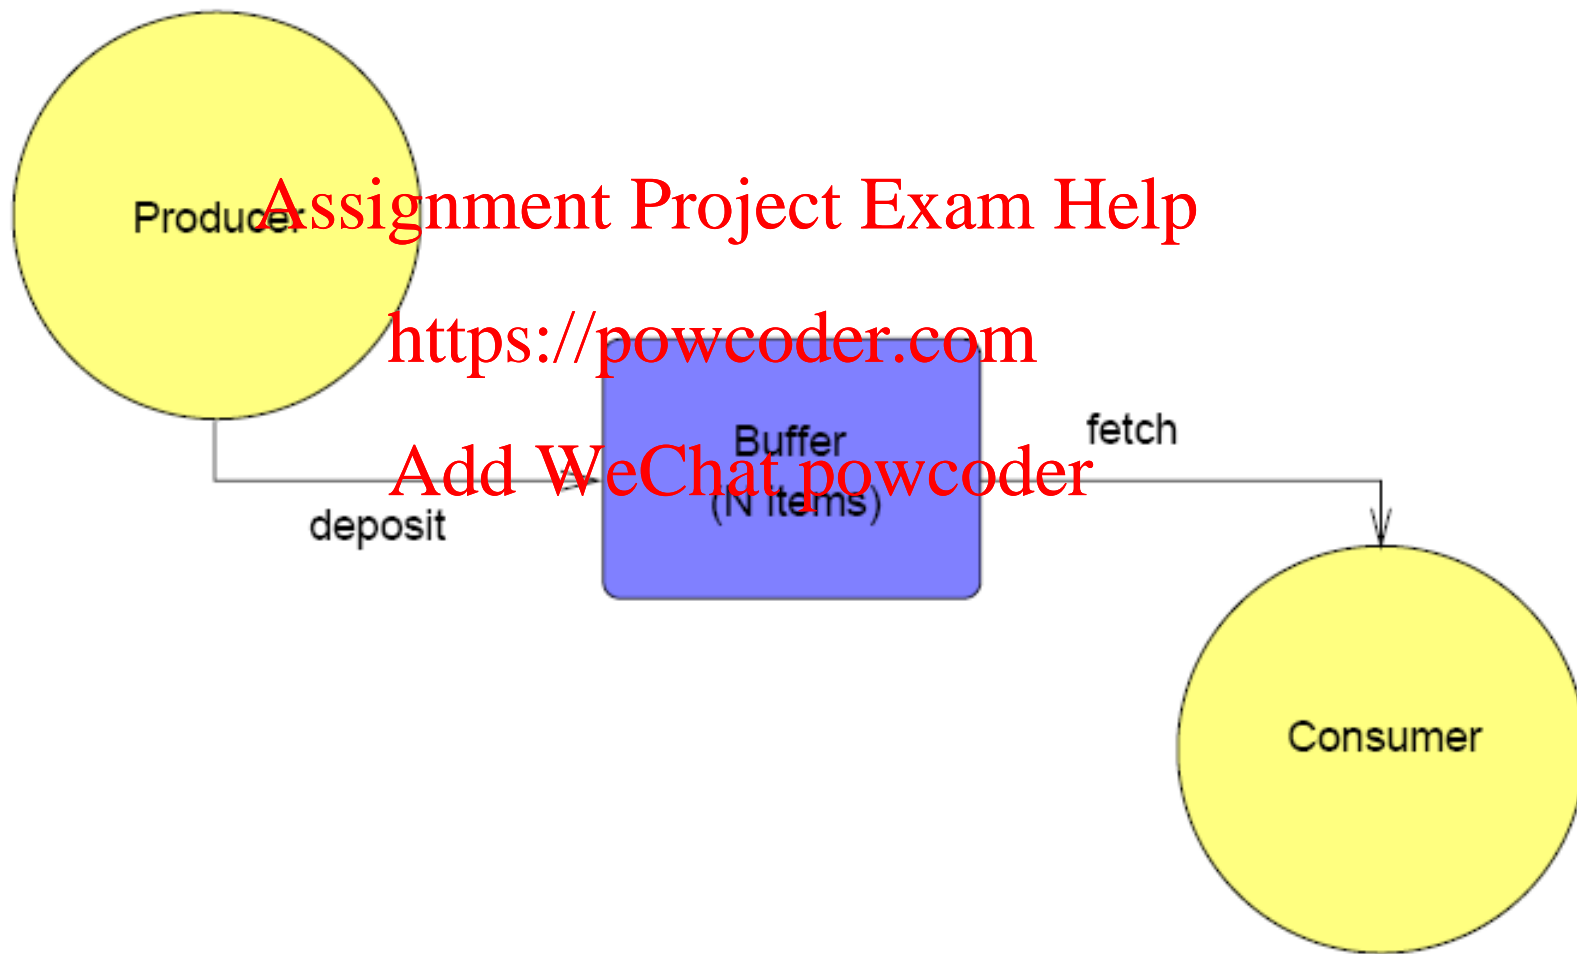 Producer
Assignment Project Exam Help
https://powcoder.com
Buffer
fetch
Add WeChat powcoder
(N items)
deposit
Consumer